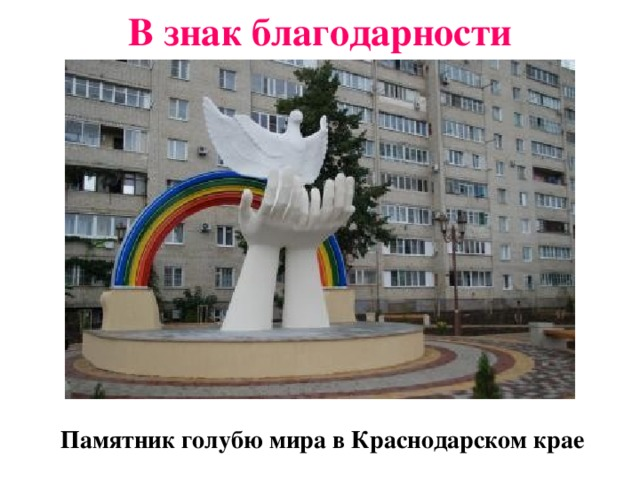 В знак благодарности
Памятник голубю мира в Краснодарском крае